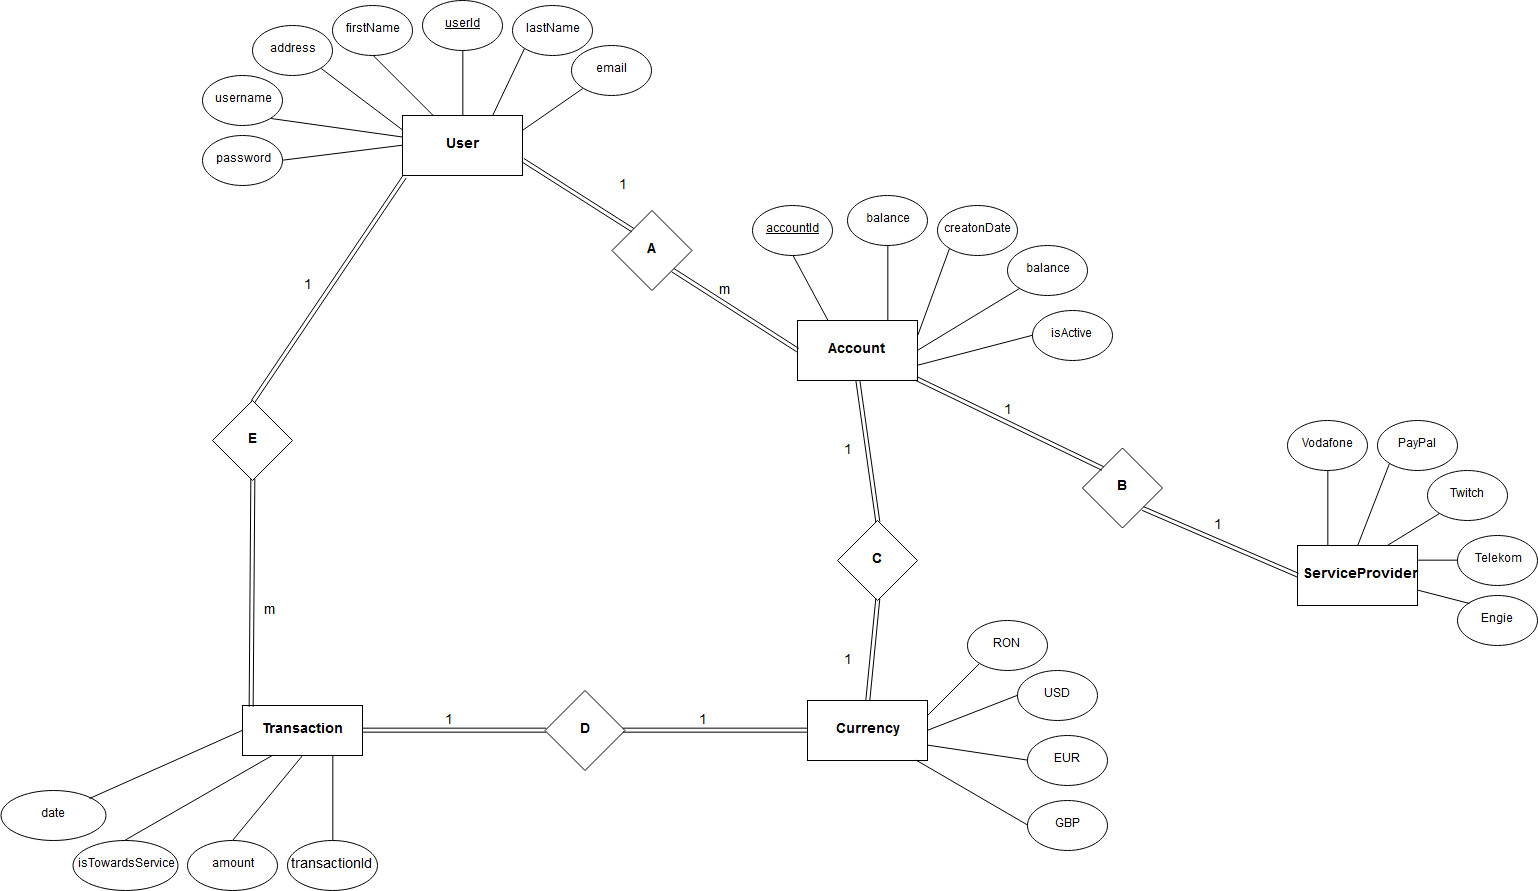 userId
firstName
lastName
address
email
username
User
password
1
A
1
m
accountId
balance
creatonDate
balance
isActive
Account
E
1
1
Vodafone
PayPal
B
Twitch
1
C
Telekom
ServiceProvider
m
Engie
1
RON
USD
Transaction
1
D
1
Currency
EUR
date
GBP
isTowardsService
amount
transactionId